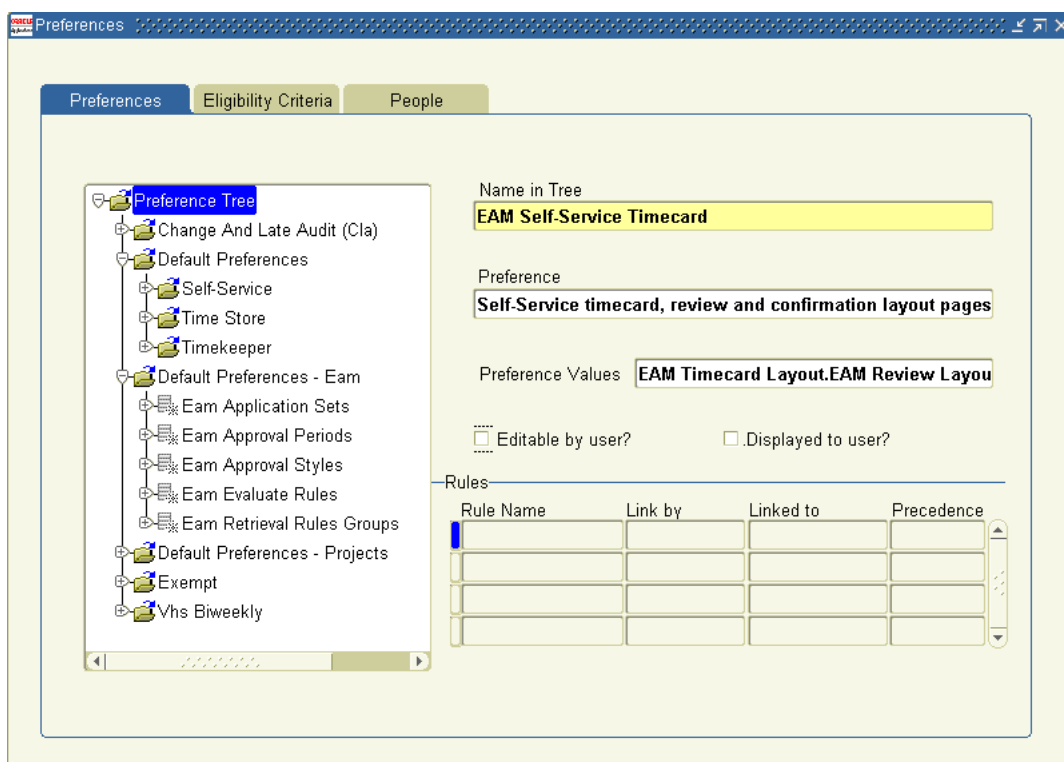 ORACLE
Applications
Preferences
Preferences
Eligibility Criteria
People
Preference Tree
Change And Late Audit (Cla)
Default Preferences
Self-Service
Time Store
Timekeeper
Default Preferences - Eam
Eam Application Sets
Eam Approval Periods
Eam Approval Styles
Eam Evaluate Rules
Eam Retrieval Rules Groups
Default Preferences - Projects
Exempt
Vhs Biweekly
Name in Tree
EAM Self-Service Timecard
Preference
Self-Service timecard, review and confirmation layout pages
Preference Values
EAM Timecard Layout.EAM Review Layou
Editable by user?
.Displayed to user?
Rules
Rule Name
Link by
Linked to
Precedence